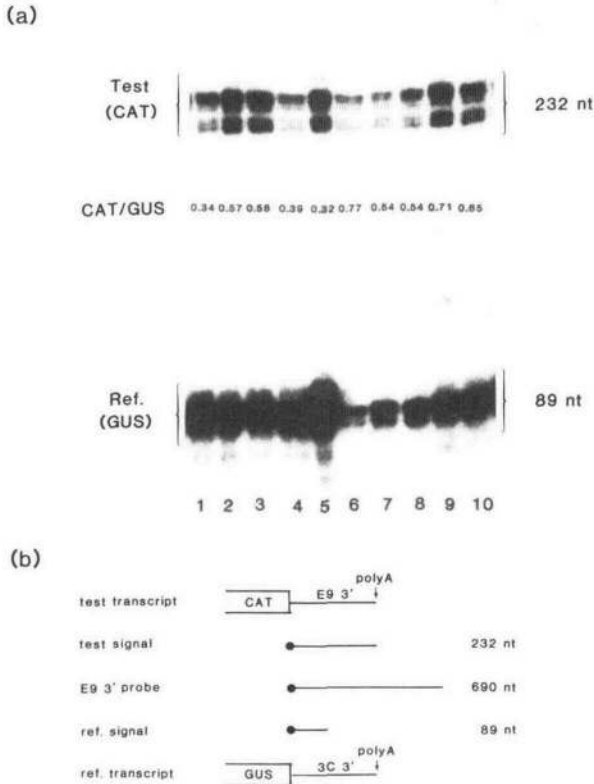 (a)
Test
(CAT)
232 nt
CAT/GUS 0.34 0.57 0.56 0.39 0.32 0.77 0.54 0.54 0.71 0.65
Ref.
(GUS)
89 nt
1 2 3 4 5 6 7 8 9 10
(b)
polyA
test transcript CAT E9 3'
test signal 232 nt
E9 3' probe 690 nt
ref. signal 89 nt
polyA
ref. transcript GUS 3C 3'